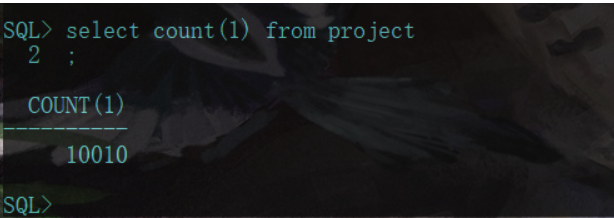 SQL> select count(1) from project
2 ;
COUNT(1)
----------
10010
SQL>